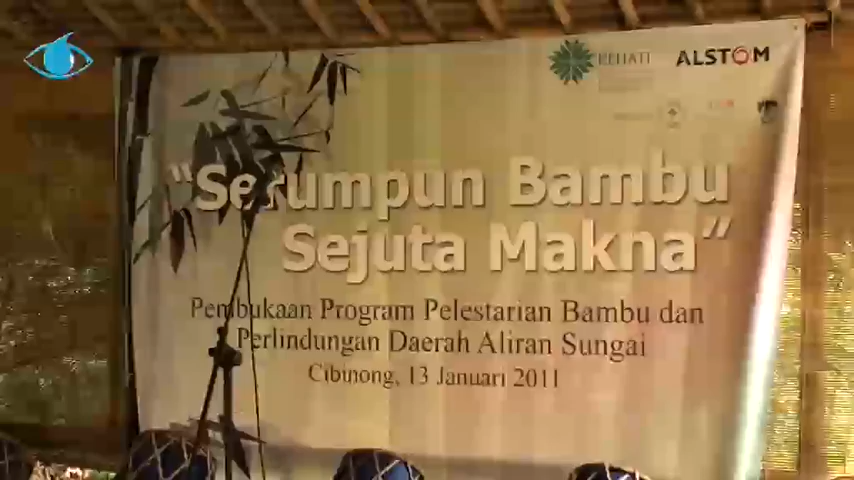 KEHATI
ALSTOM
"Serumpun Bambu
Sejuta Makna"
Pembukaan Program Pelestarian Bambu dan
Perlindungan Daerah Aliran Sungai
Cibinong, 13 Januari 2011